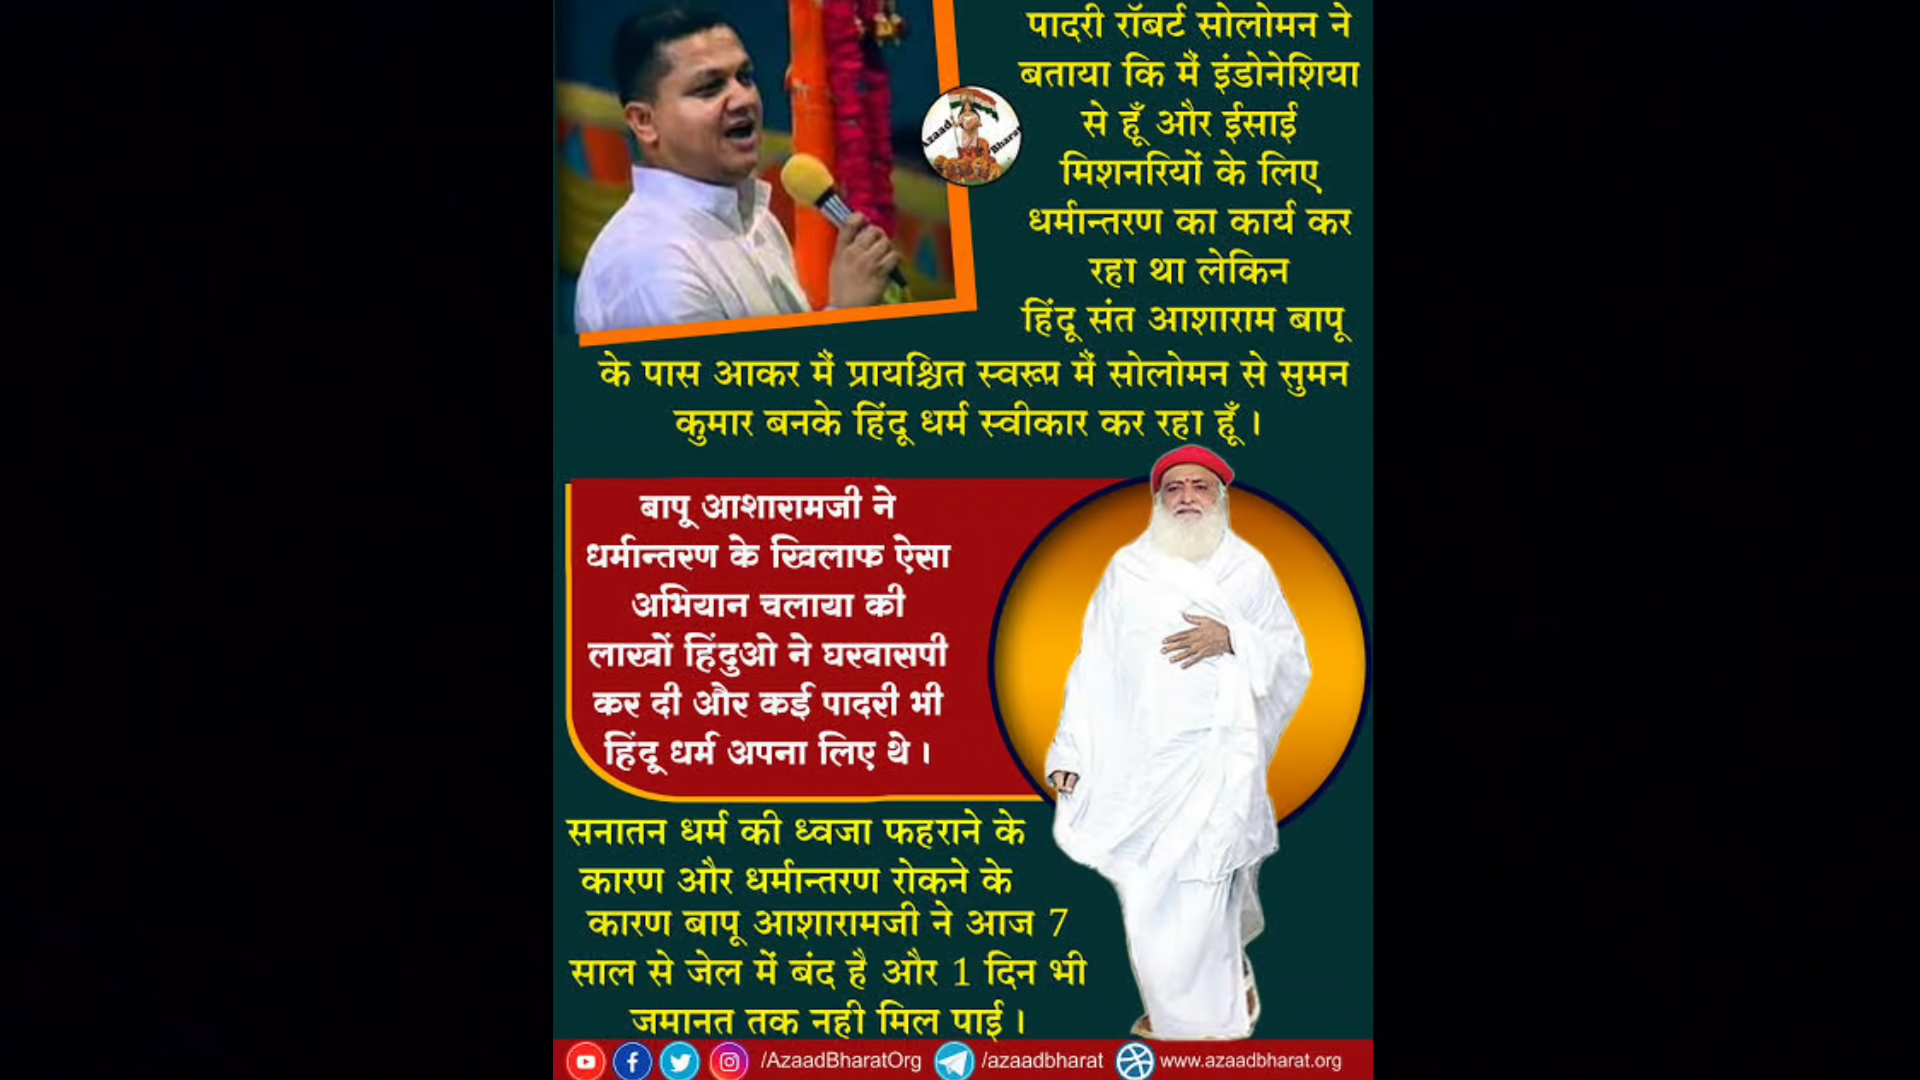 पादरी रॉबर्ट सोलोमन ने
बताया कि मैं इंडोनेशिया
से हूँ और ईसाई
मिशनरियों के लिए
धर्मान्तरण का कार्य कर
रहा था लेकिन
हिंदू संत आशाराम बापू
के पास आकर मैं प्रायश्चित स्वरूप मैं सोलोमन से सुमन
कुमार बनके हिंदू धर्म स्वीकार कर रहा हूँ ।
Azaad Bharat
बापू आशारामजी ने
धर्मान्तरण के खिलाफ ऐसा
अभियान चलाया की
लाखों हिंदुओ ने घरवासपी
कर दी और कई पादरी भी
हिंदू धर्म अपना लिए थे ।
सनातन धर्म की ध्वजा फहराने के
कारण और धर्मान्तरण रोकने के
कारण बापू आशारामजी ने आज 7
साल से जेल में बंद है और 1 दिन भी
जमानत तक नही मिल पाई ।
/AzaadBharatOrg /azaadbharat www.azaadbharat.org